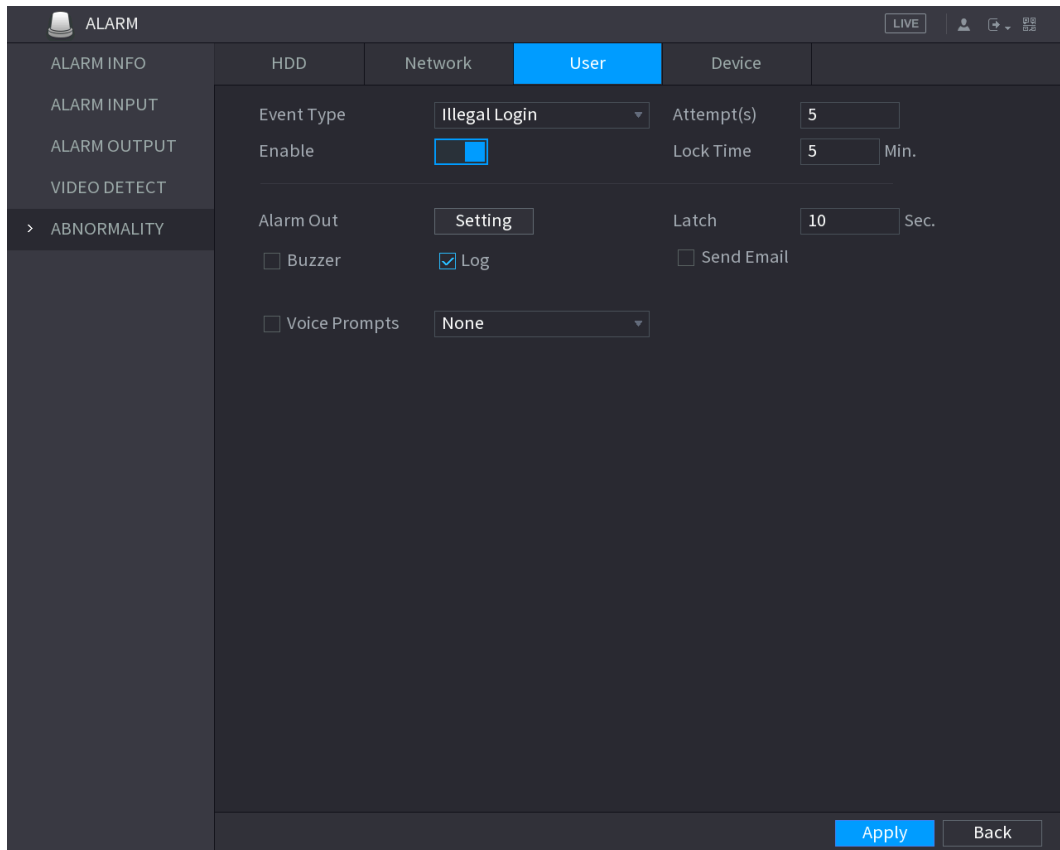 ALARM
LIVE
ALARM INFO
ALARM INPUT
ALARM OUTPUT
VIDEO DETECT
> ABNORMALITY
HDD Network User Device
Event Type Illegal Login Attempt(s) 5
Enable Lock Time 5 Min.
Alarm Out Setting Latch 10 Sec.
Buzzer Log Send Email
Voice Prompts None
Apply Back